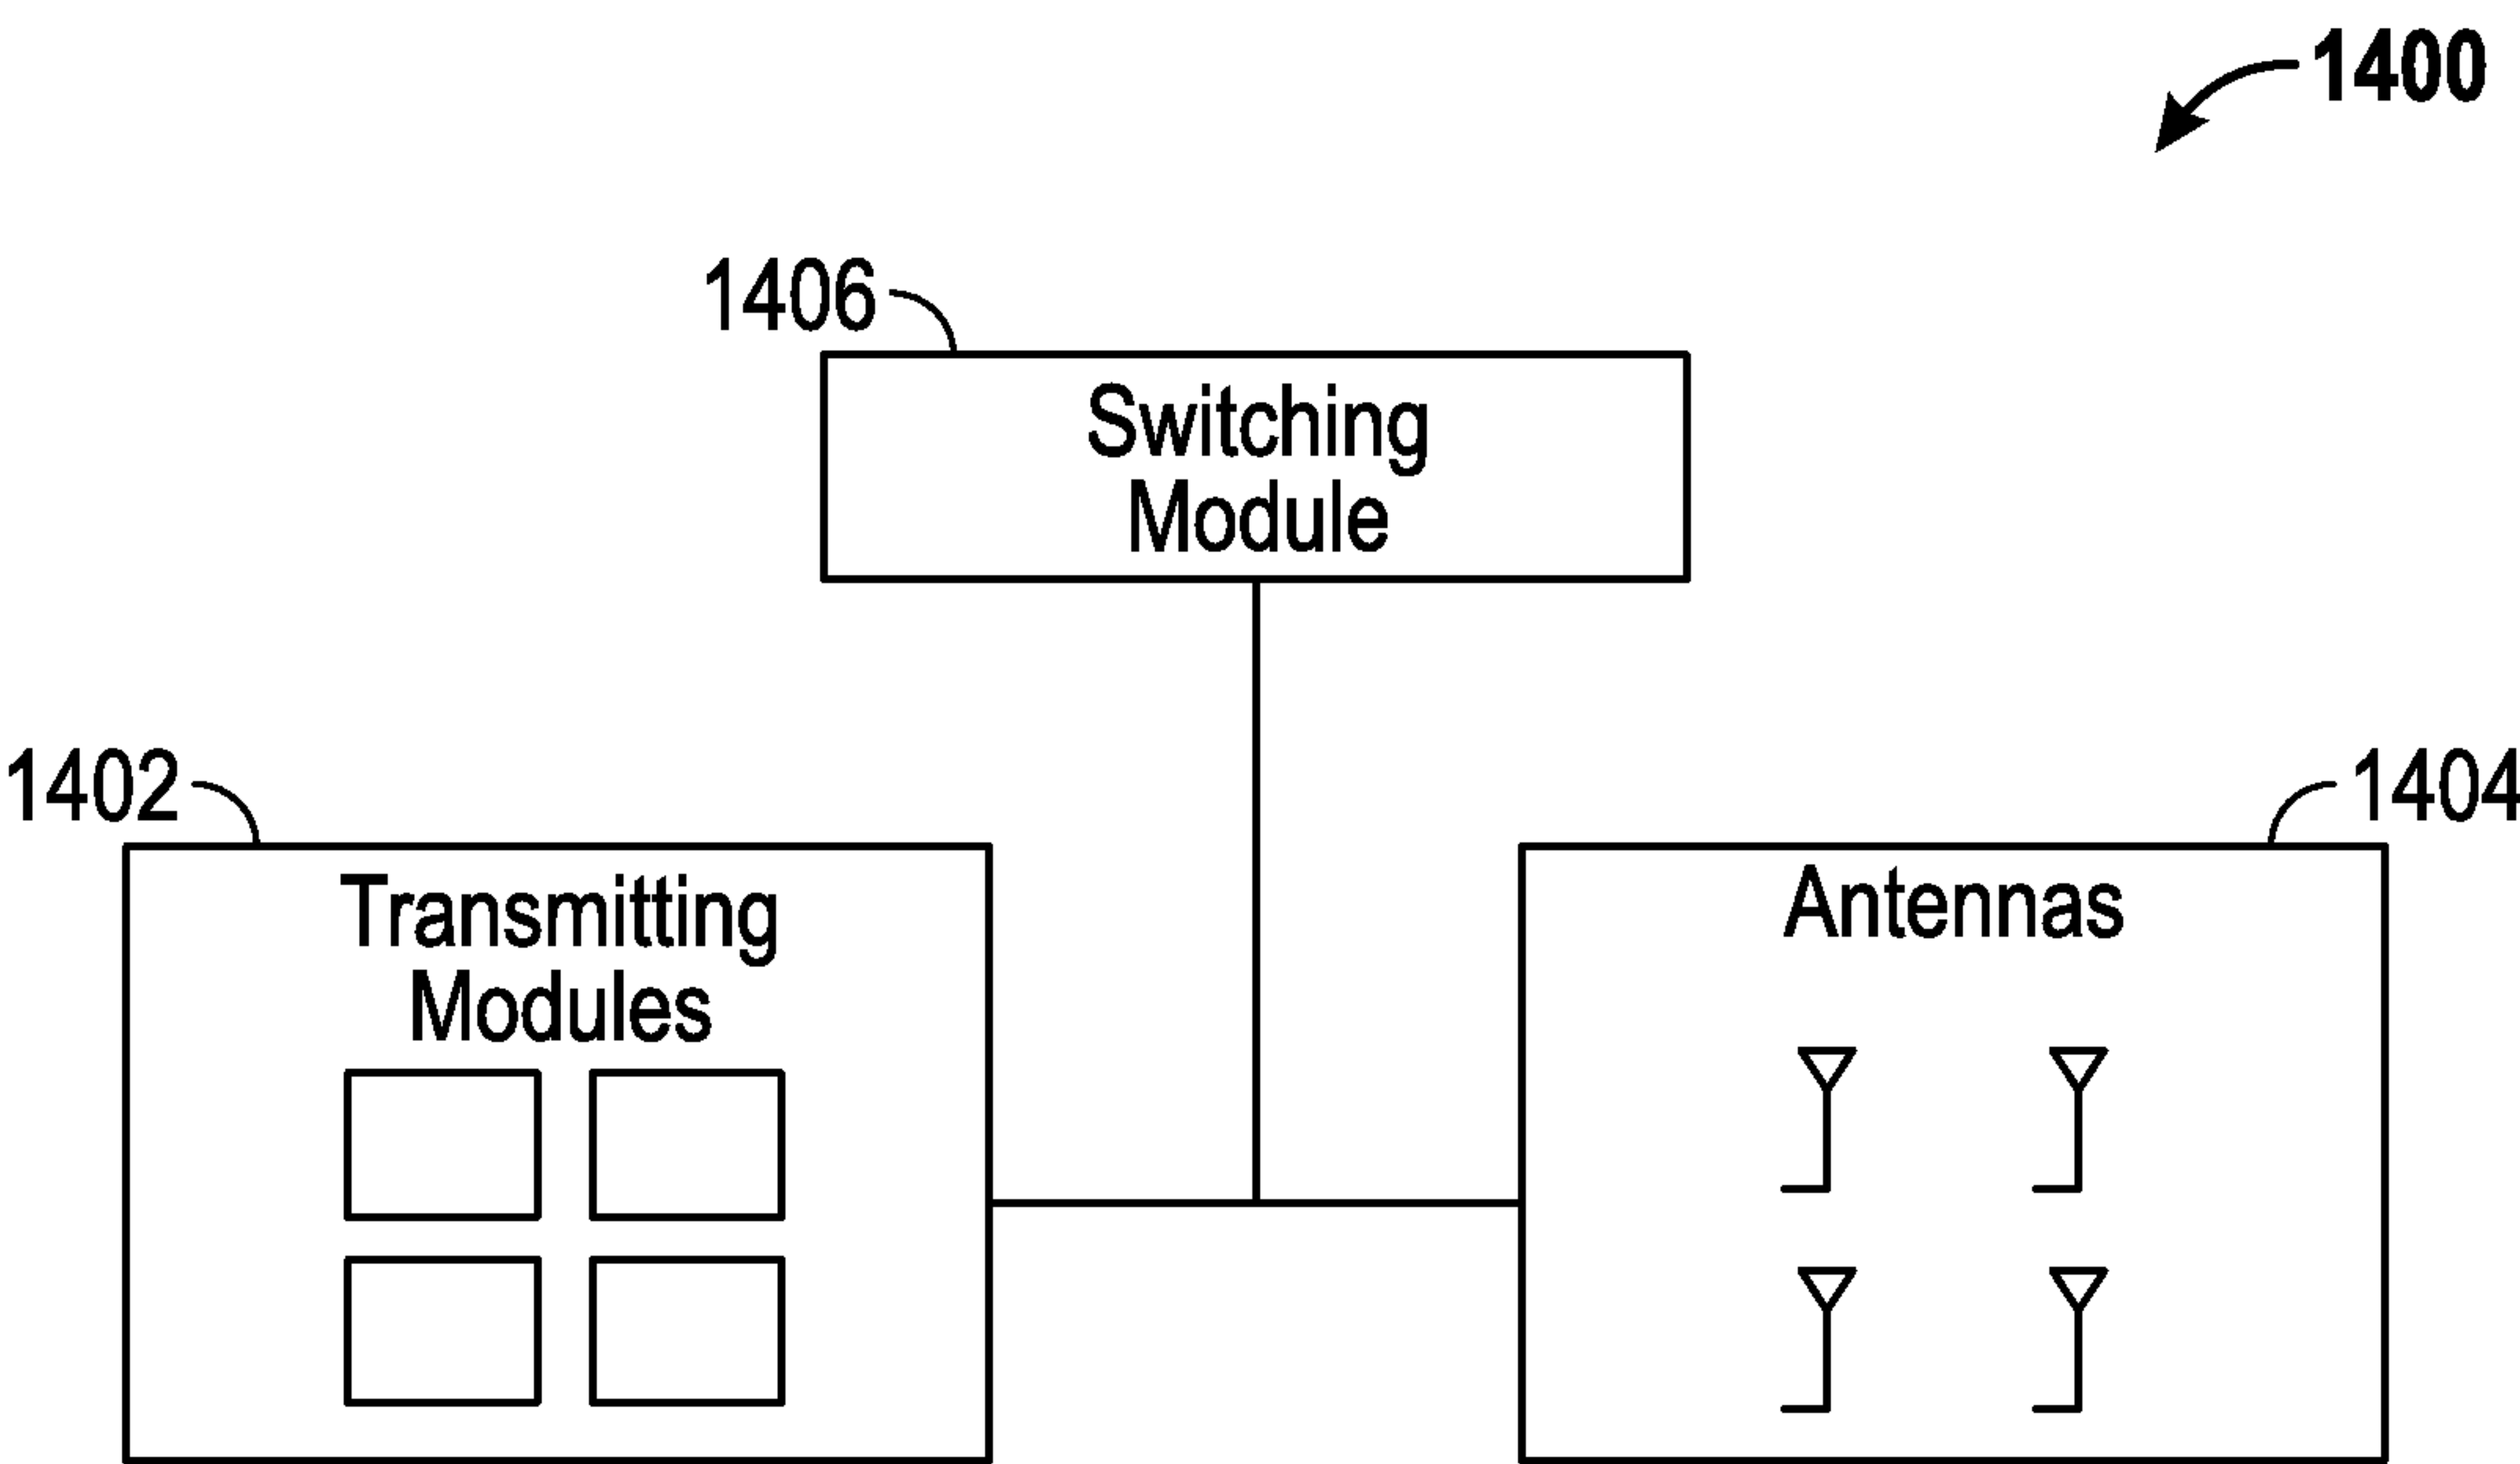 1400
1406
Switching
Module
1402
1404
Transmitting
Modules
Antennas